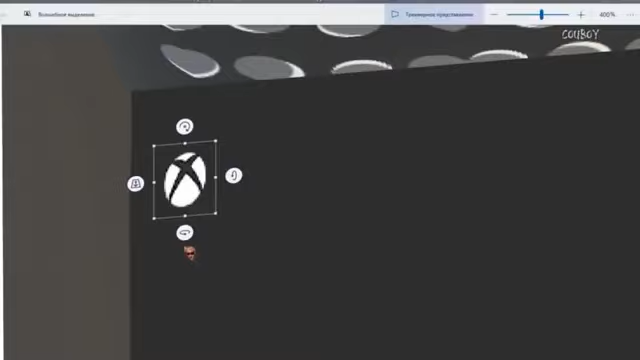 Волшебное выделение
Трехмерное представление
400%
COUBOY